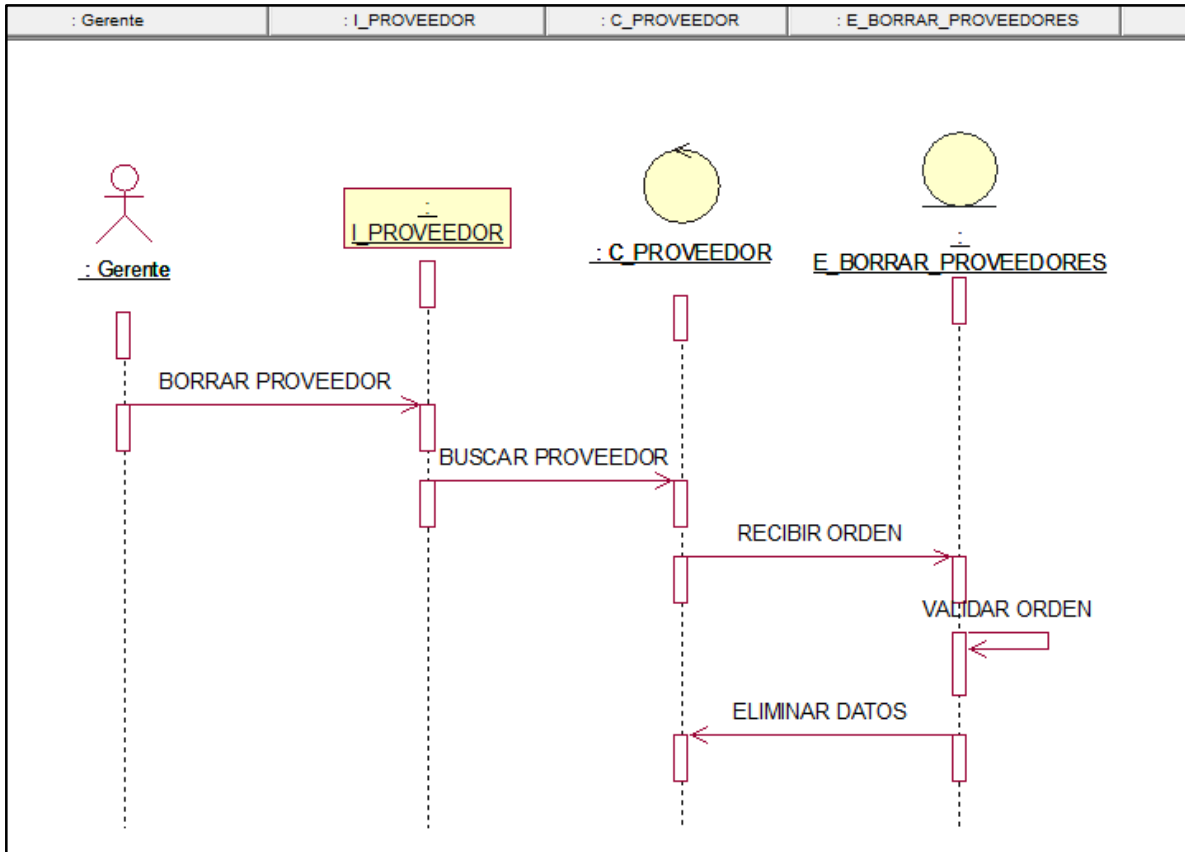 : Gerente
: I_PROVEEDOR
: C_PROVEEDOR
: E_BORRAR_PROVEEDORES
: Gerente
:
I_PROVEEDOR
: C_PROVEEDOR
:
E_BORRAR_PROVEEDORES
BORRAR PROVEEDOR
BUSCAR PROVEEDOR
RECIBIR ORDEN
VALIDAR ORDEN
ELIMINAR DATOS